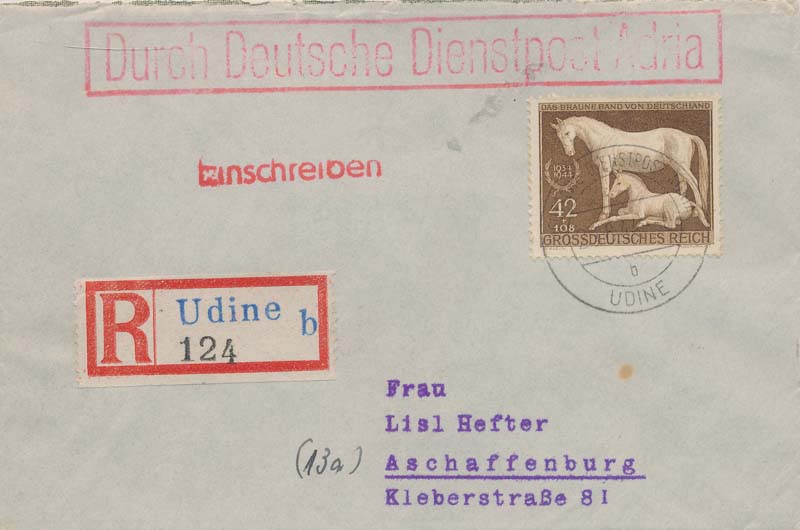 Durch Deutsche Dienstpost Adria
DAS BRAUNE BAND VON DEUTSCHLAND
1934
1944
42
+108
GROSSDEUTSCHES REICH
DIENSTPOST
b
UDINE
Einschreiben
R
Udine b
124
Frau
Lisl Hefter
(13a)
Aschaffenburg
Kleberstraße 81